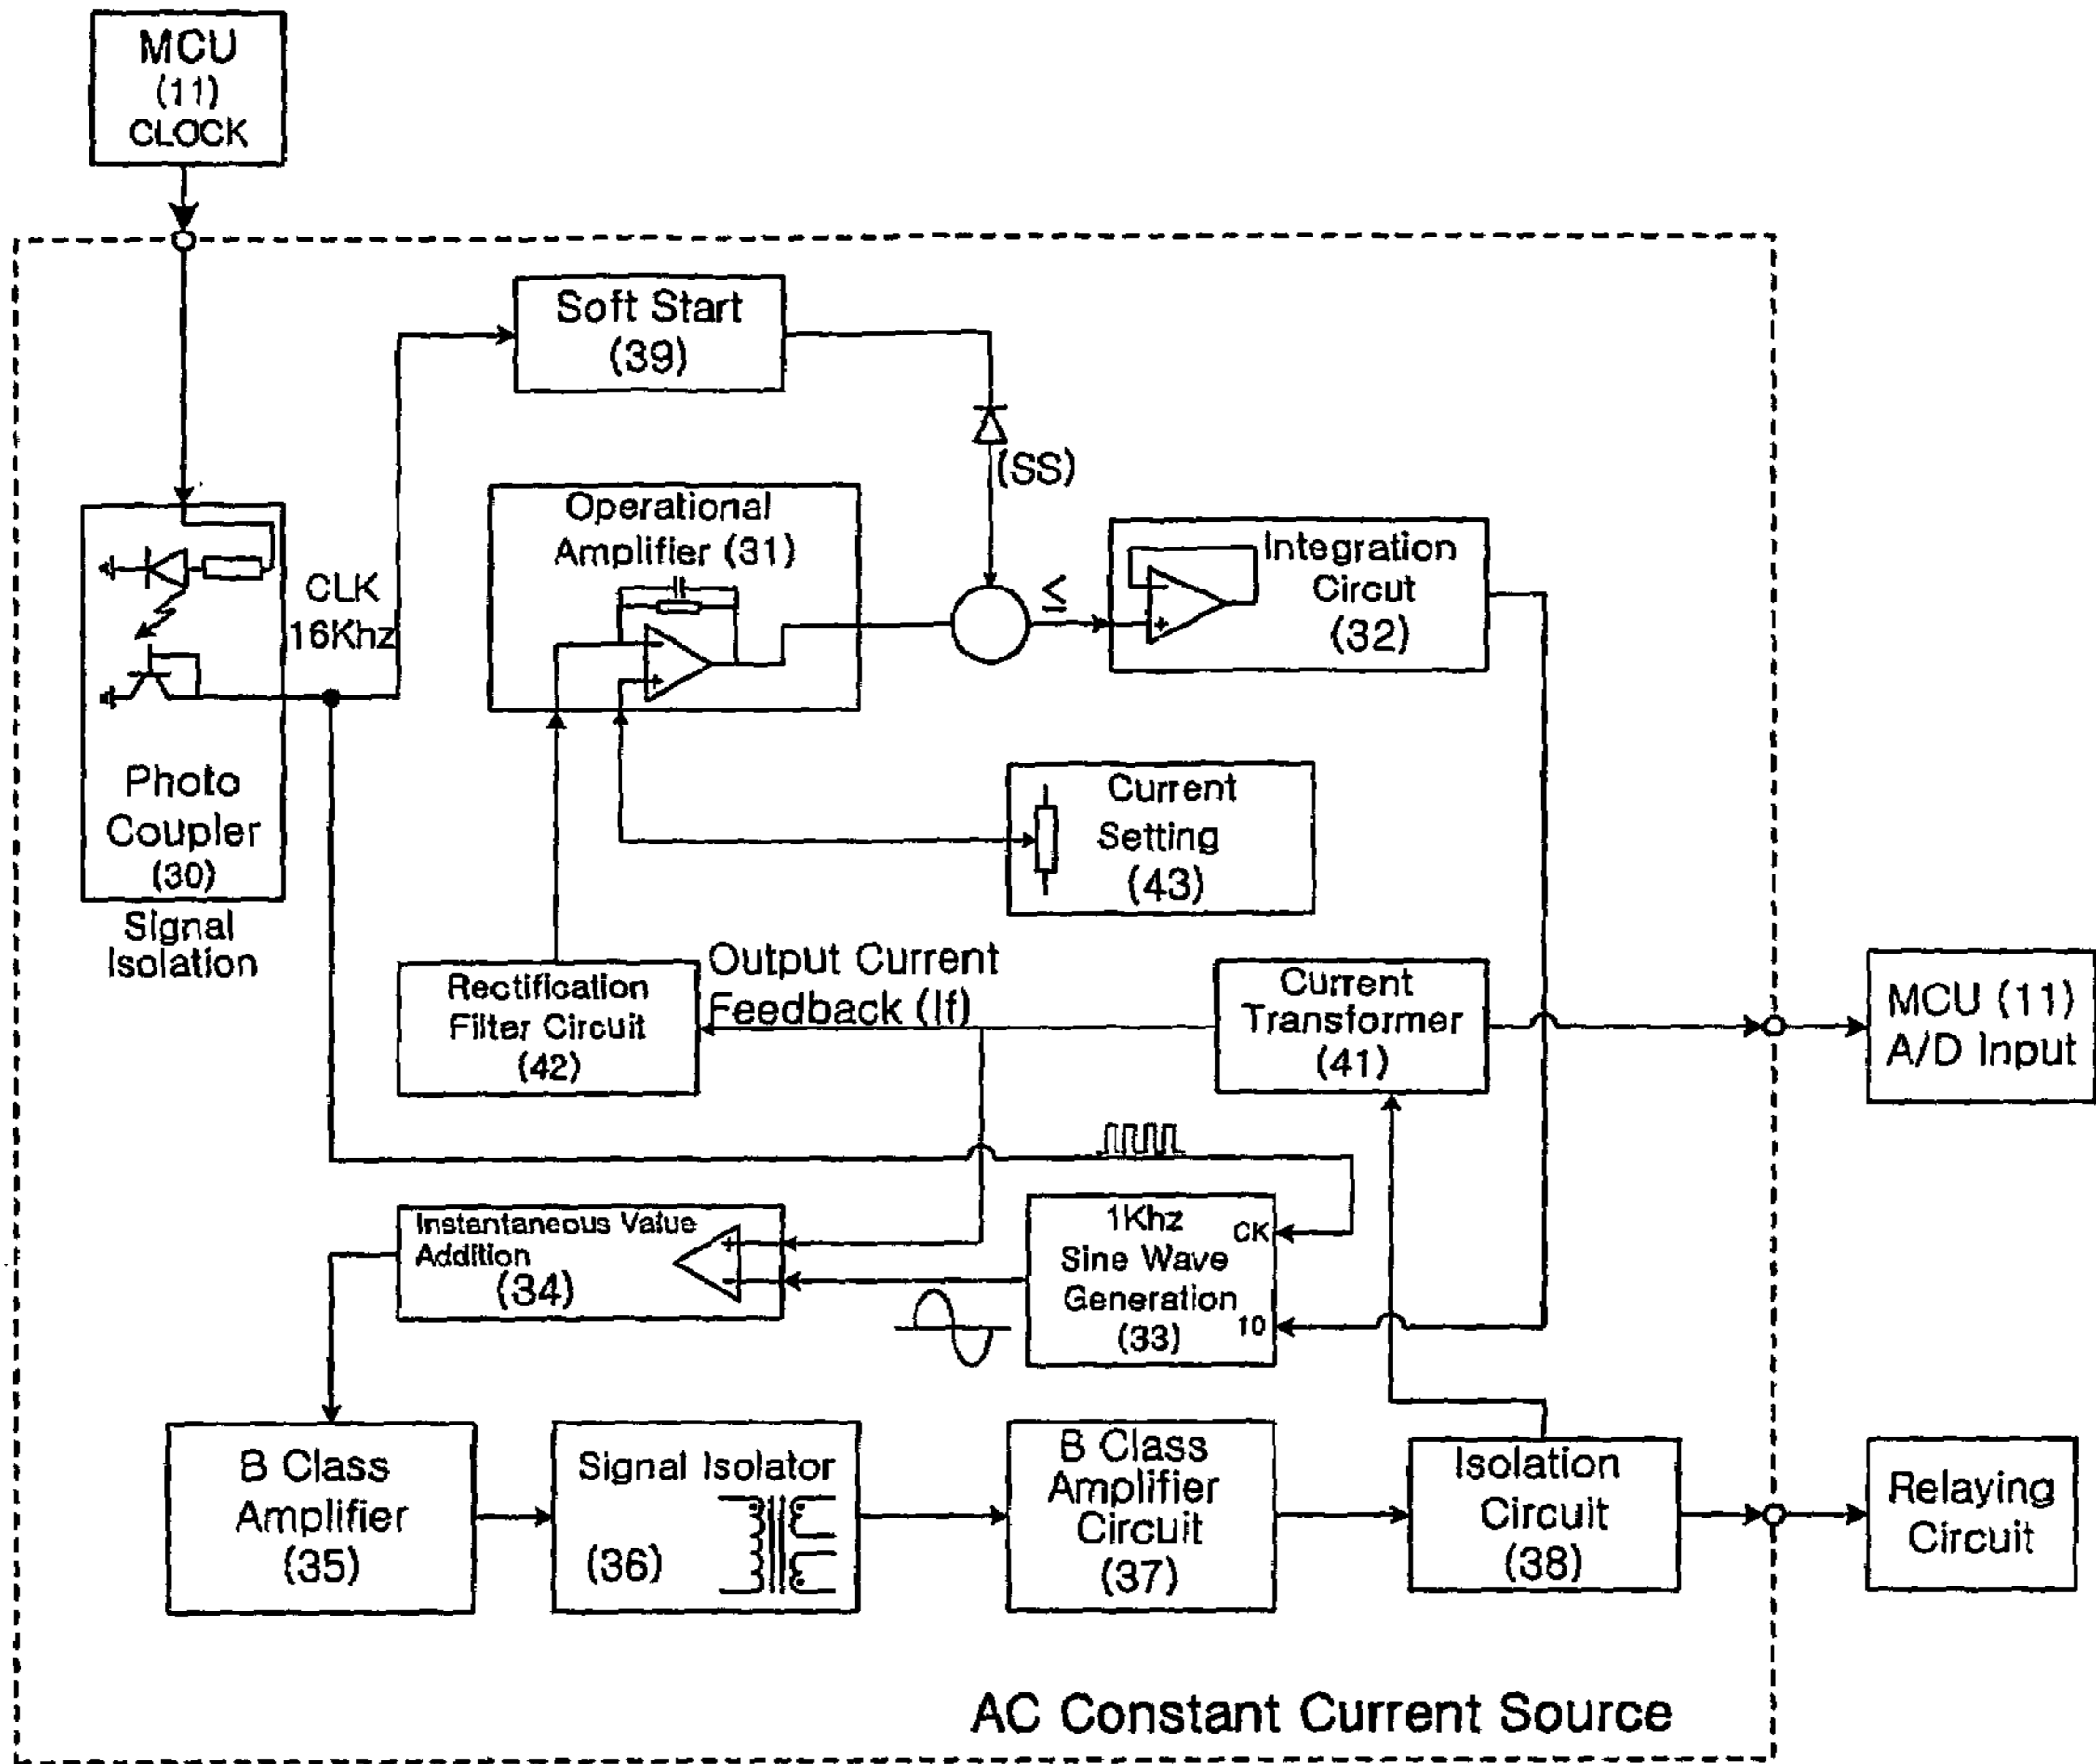 MCU
(11)
CLOCK
Soft Start
(39)
(SS)
Operational
Amplifier (31)
≤
Integration
Circut
(32)
CLK
16Khz
Photo
Coupler
(30)
Signal
Isolation
Current
Setting
(43)
Rectification
Filter Circuit
(42)
Output Current
Feedback (If)
Current
Transformer
(41)
MCU (11)
A/D Input
Instantaneous Value
Addition
(34)
1Khz
Sine Wave
Generation
(33)
CK
10
B Class
Amplifier
(35)
Signal Isolator
(36)
B Class
Amplifier
Circuit
(37)
Isolation
Circuit
(38)
Relaying
Circuit
AC Constant Current Source